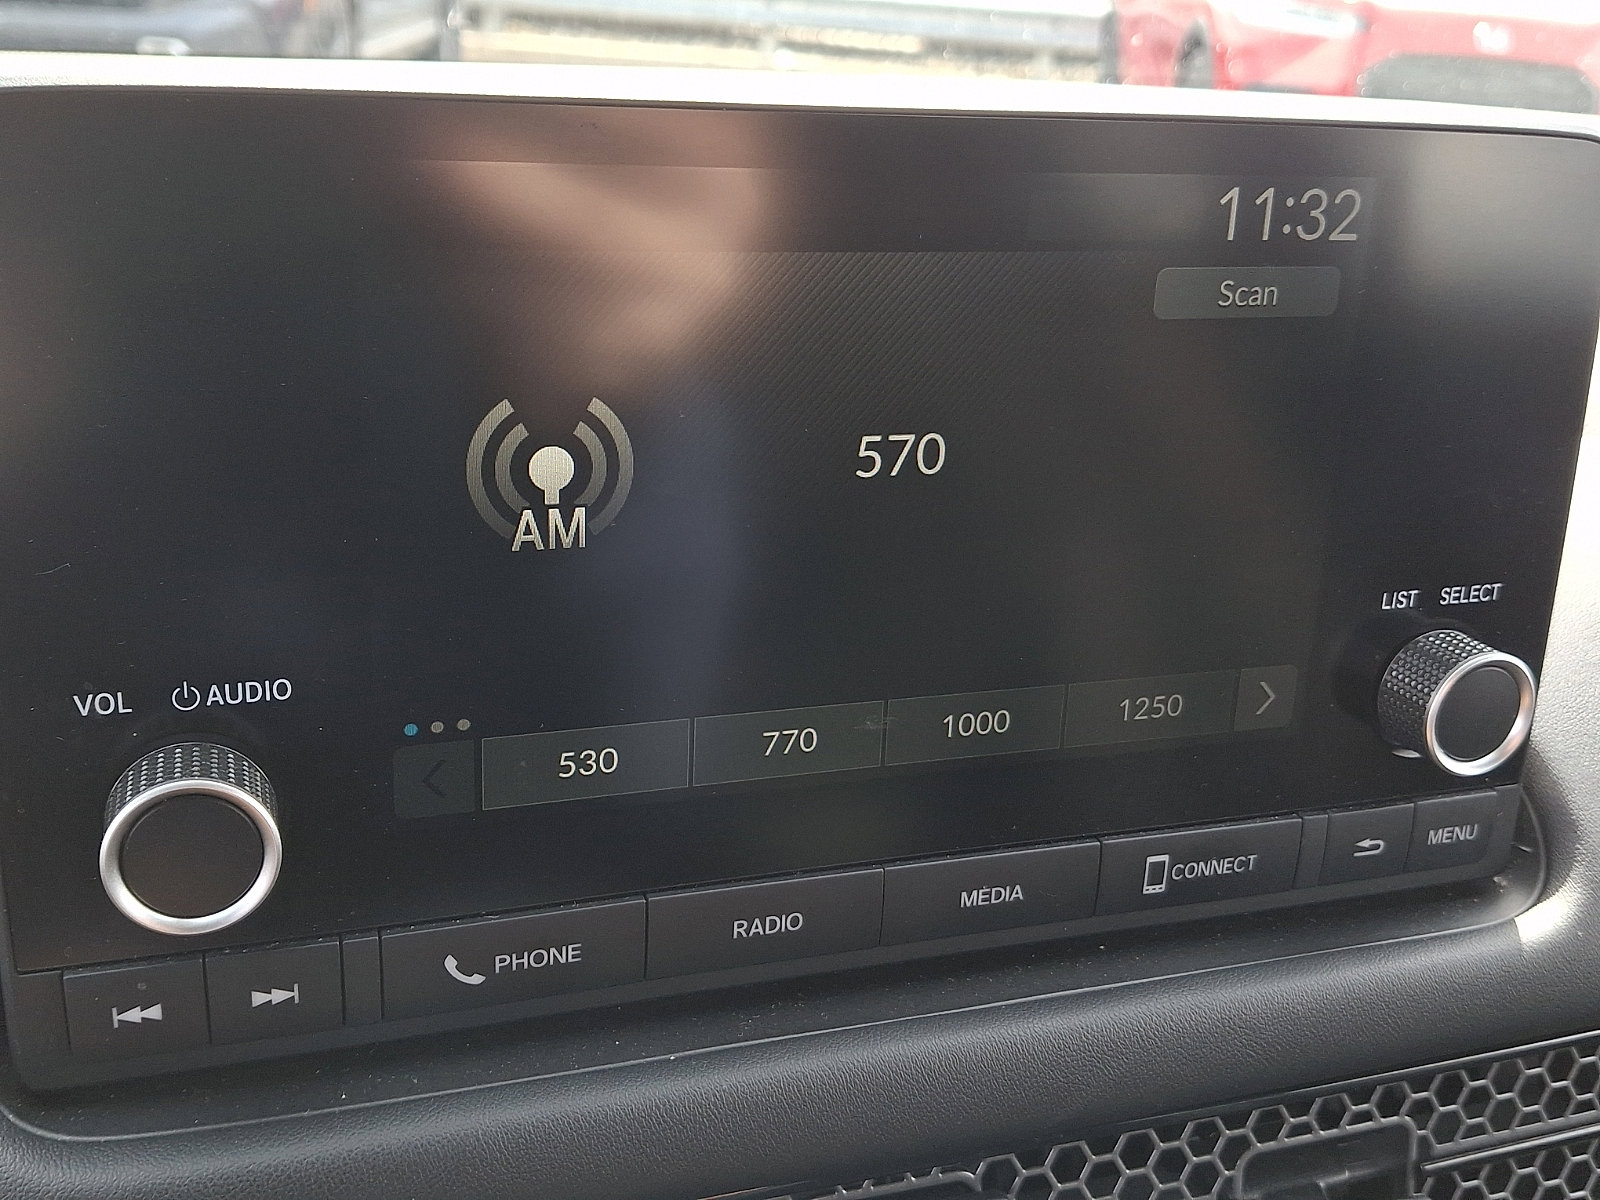 11:32
Scan
570
AM
LIST SELECT
VOL AUDIO
530 770 1000 1250
PHONE RADIO MEDIA CONNECT MENU